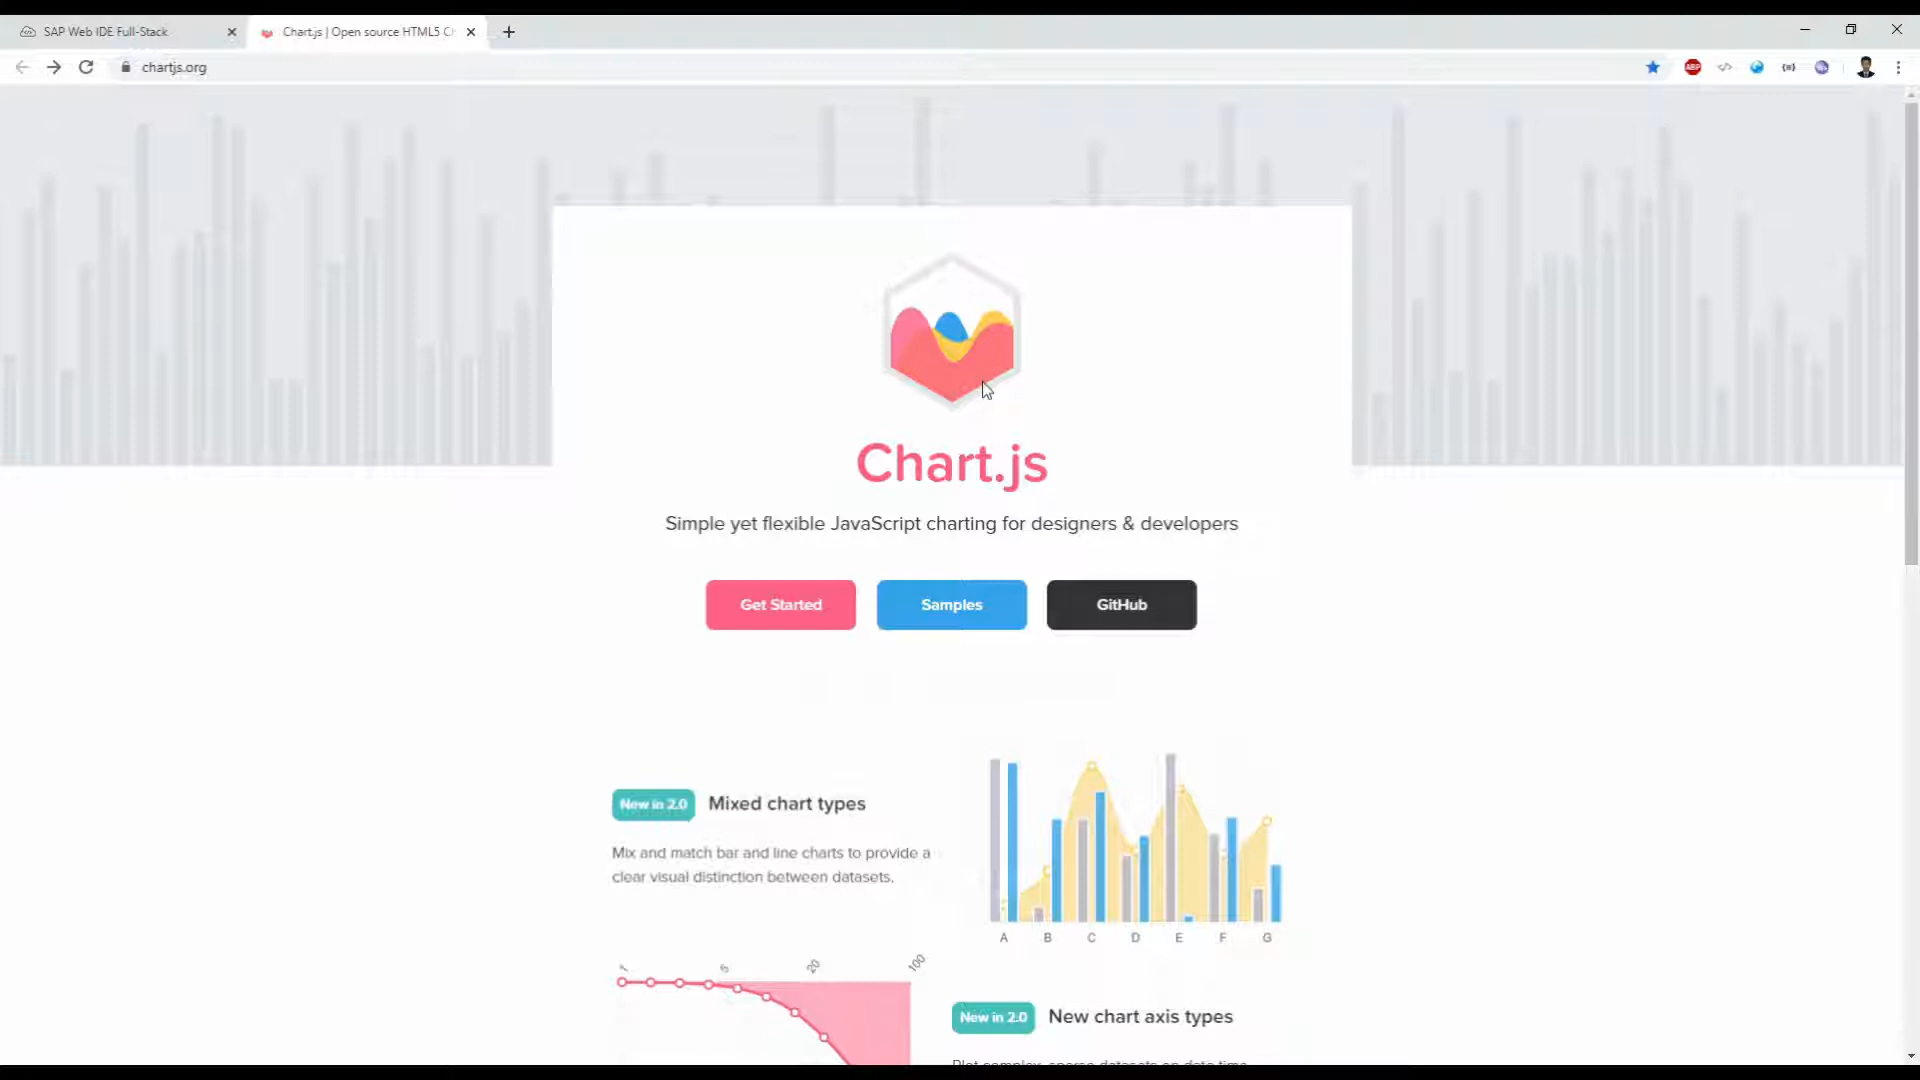 SAP Web IDE Full-Stack
Chart.js | Open source HTML5 C
chartjs.org
ABP
Chart.js
Simple yet flexible JavaScript charting for designers & developers
Get Started
Samples
GitHub
New in 2.0
Mixed chart types
Mix and match bar and line charts to provide a
clear visual distinction between datasets.
A B C D E F G
1 5 20 100
New in 2.0
New chart axis types